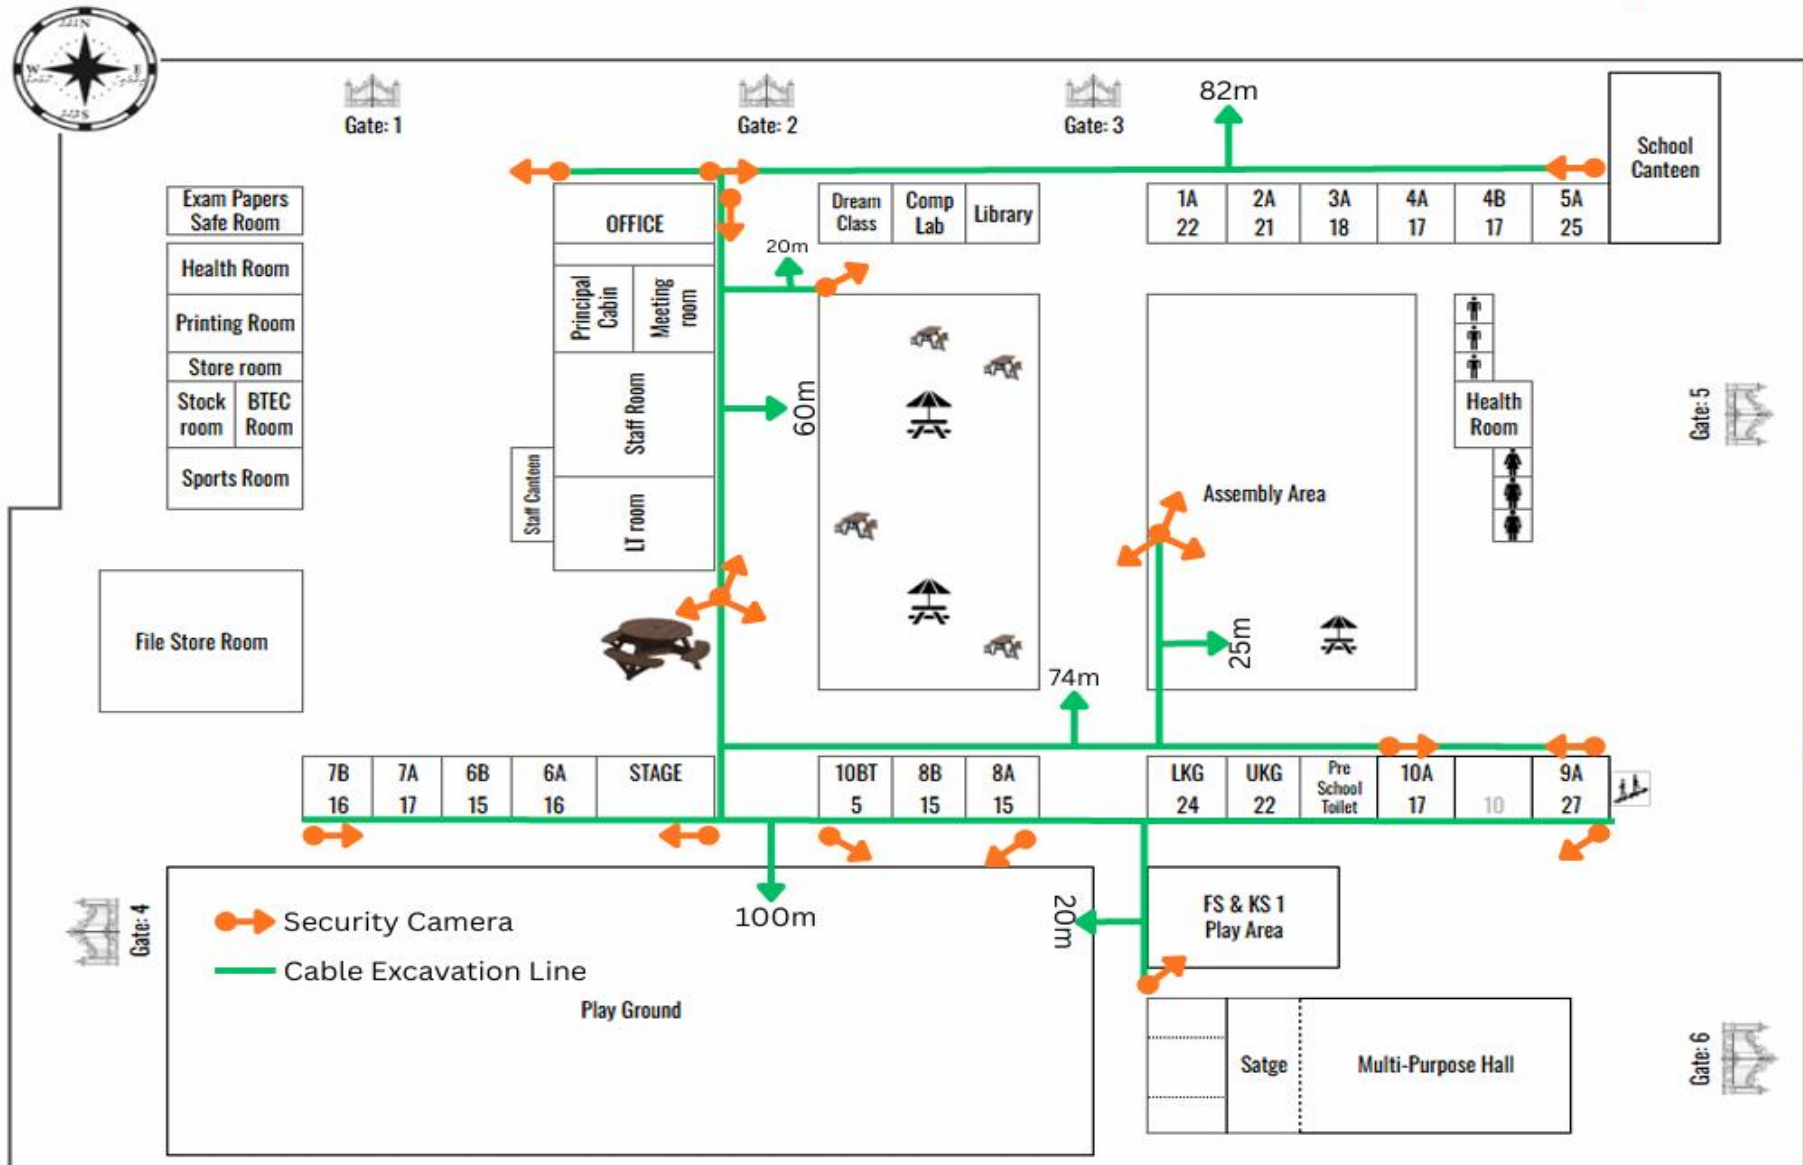 N
W
E
S
Gate: 1
Gate: 2
Gate: 3
82m
School
Canteen
Exam Papers
Safe Room
Health Room
Printing Room
Store room
Stock
room
BTEC
Room
Sports Room
File Store Room
OFFICE
Principal
Cabin
Meeting
room
Staff Room
Staff Canteen
LT room
Dream
Class
Comp
Lab
Library
1A
22
2A
21
3A
18
4A
17
4B
17
5A
25
20m
60m
Assembly Area
Health
Room
Gate: 5
25m
74m
7B
16
7A
17
6B
15
6A
16
STAGE
10BT
5
8B
15
8A
15
LKG
24
UKG
22
Pre
School
Toilet
10A
17
10
9A
27
Gate: 4
Security Camera
Cable Excavation Line
Play Ground
100m
20m
FS & KS 1
Play Area
Satge
Multi-Purpose Hall
Gate: 6